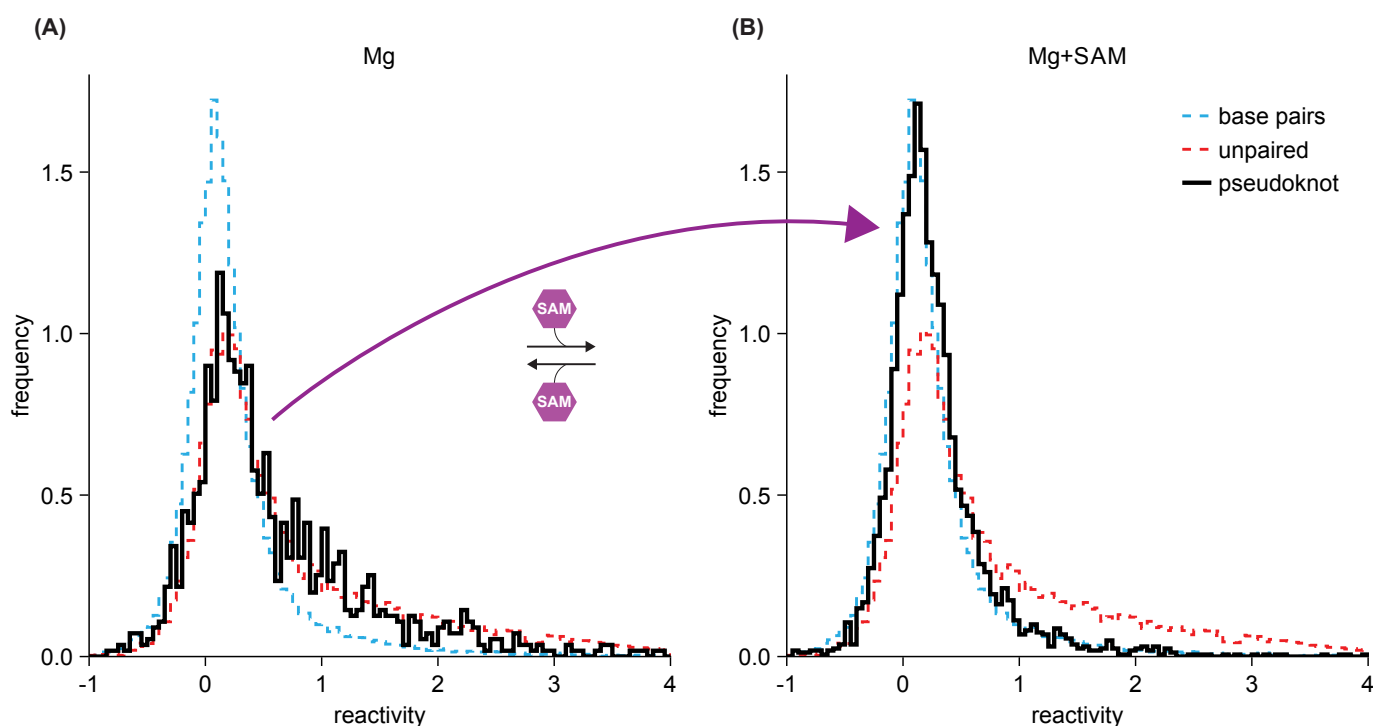 (A)
Mg
frequency
1.5
1.0
0.5
0.0
-1
0
1
2
3
4
reactivity
SAM
SAM
(B)
Mg+SAM
base pairs
unpaired
pseudoknot
frequency
1.5
1.0
0.5
0.0
-1
0
1
2
3
4
reactivity